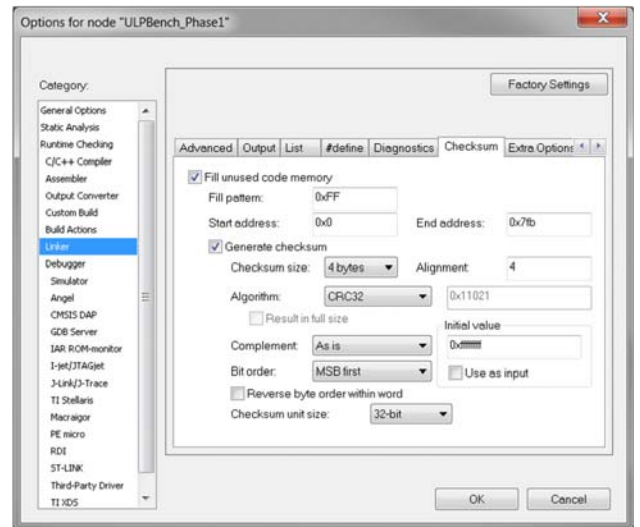 Options for node "ULPBench_Phase1"
Category:
Factory Settings
General Options
Static Analysis
Runtime Checking
C/C++ Compiler
Assembler
Output Converter
Custom Build
Build Actions
Linker
Debugger
Simulator
Angel
CMSIS DAP
GDB Server
IAR ROM-monitor
I-jet/JTAGjet
J-Link/J-Trace
TI Stellaris
Macraigor
PE micro
RDI
ST-LINK
Third-Party Driver
TI XDS
Advanced Output List #define Diagnostics Checksum Extra Options
Fill unused code memory
Fill pattern: 0xFF
Start address: 0x0 End address: 0x7fb
Generate checksum
Checksum size: 4 bytes Alignment: 4
Algorithm: CRC32 0x11021
Result in full size
Initial value
Complement: As is
Bit order: MSB first Use as input
Reverse byte order within word
Checksum unit size: 32-bit
OK Cancel